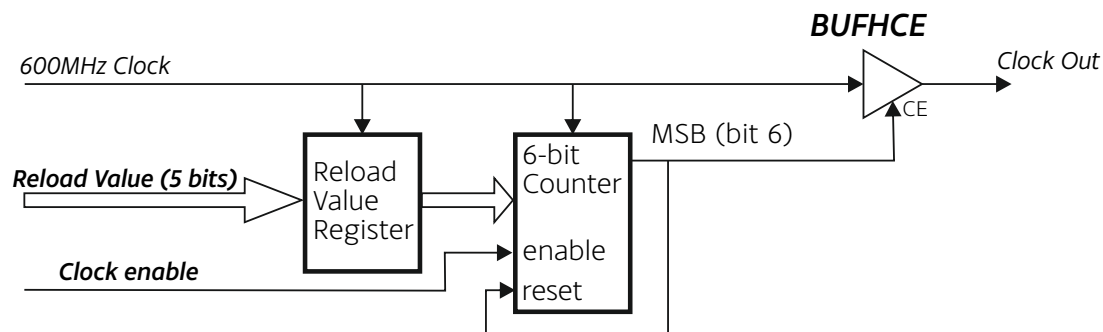 BUFHCE
600MHz Clock
Clock Out
CE
MSB (bit 6)
6-bit
Counter
Reload
Value
Register
Reload Value (5 bits)
enable
Clock enable
reset